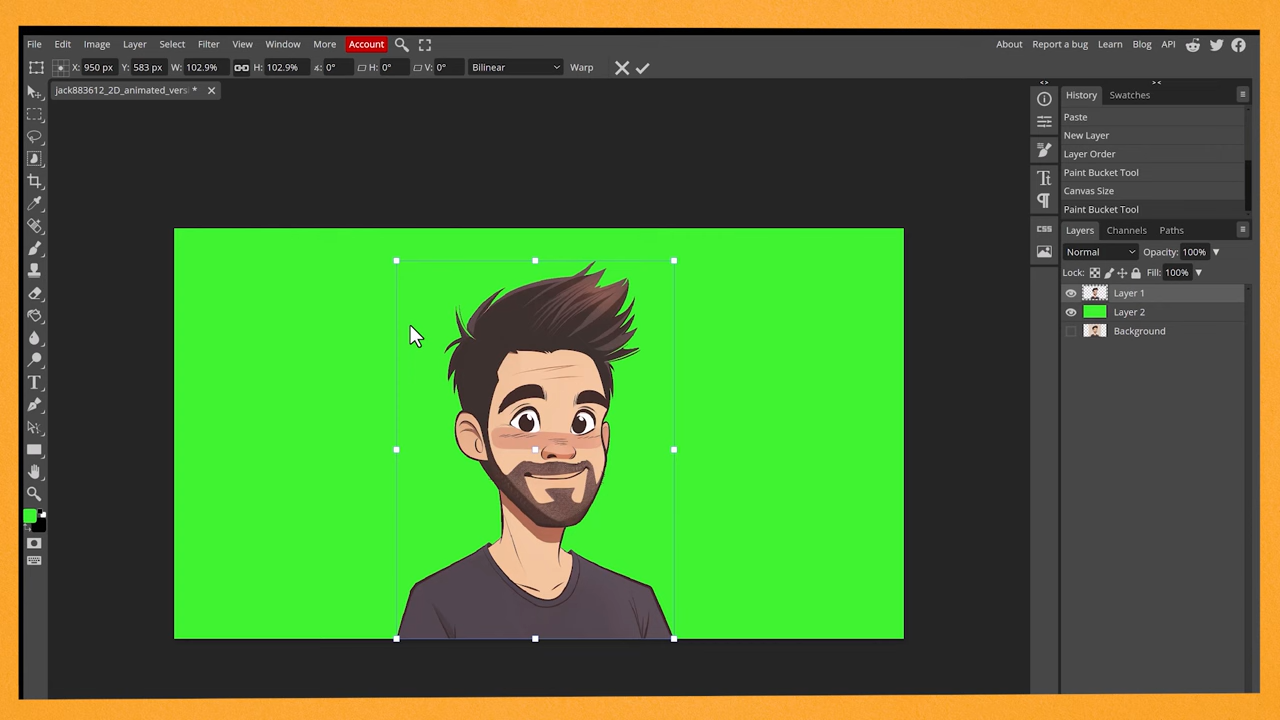 File Edit Image Layer Select Filter View Window More Account About Report a bug Learn Blog API
X: 950 px Y: 583 px W: 102.9% H: 102.9% 0° H: 0° V: 0° Bilinear Warp
jack883612_2D_animated_vers *
History Swatches
Paste
New Layer
Layer Order
Paint Bucket Tool
Canvas Size
Paint Bucket Tool
CSS
Layers Channels Paths
Normal Opacity: 100%
Lock: Fill: 100%
Layer 1
Layer 2
Background